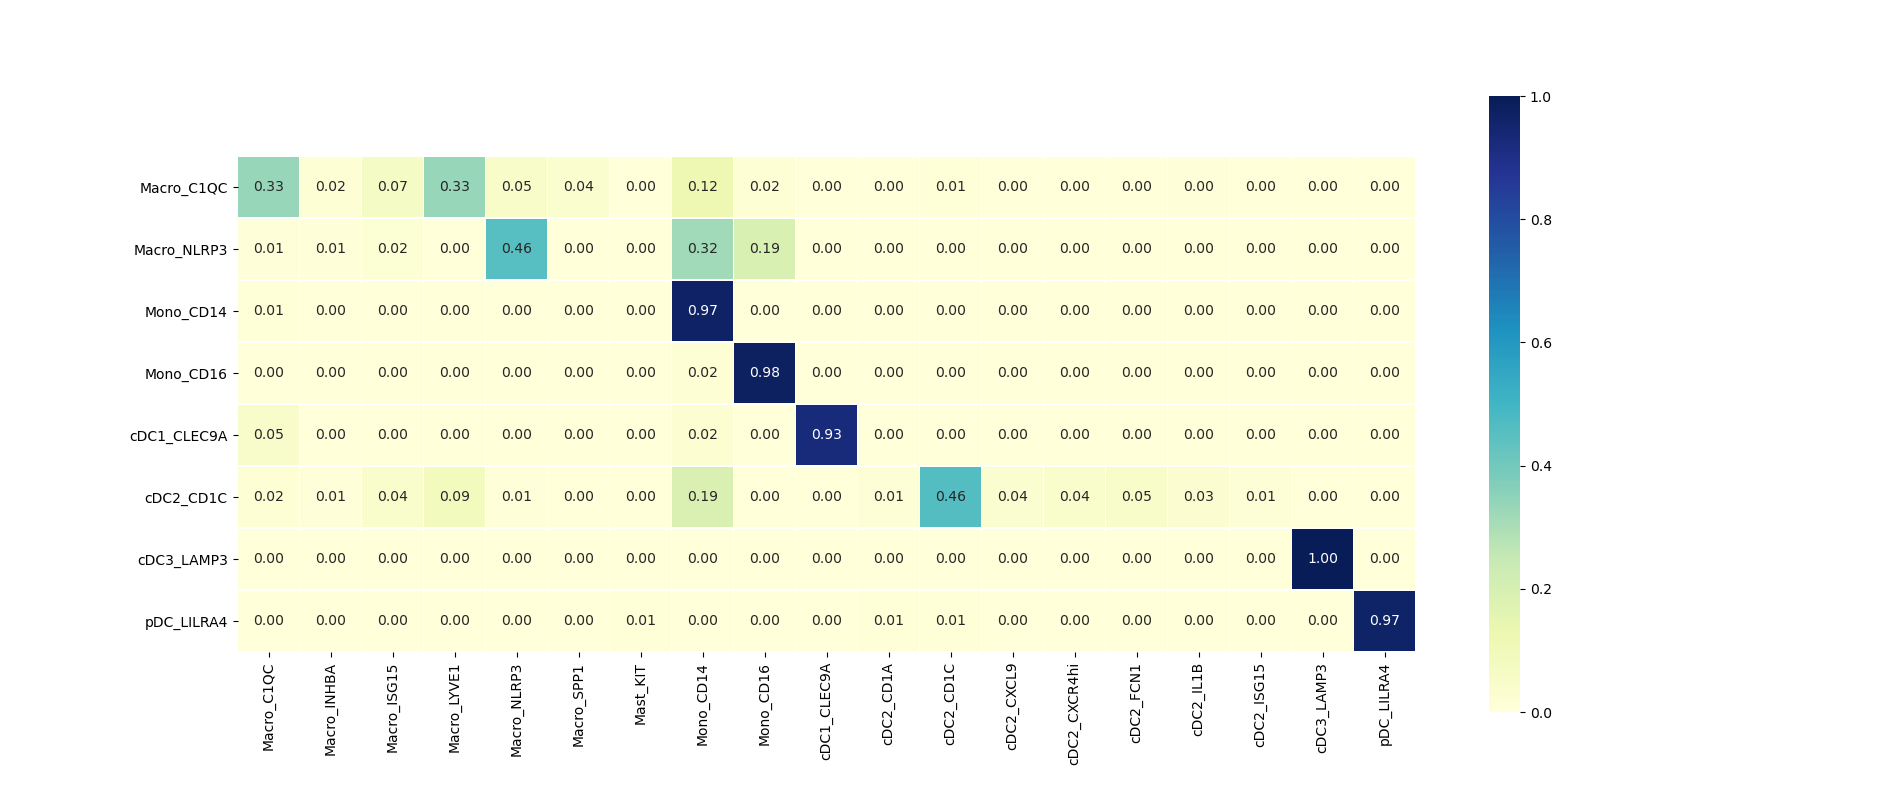 1.0
Macro_C1QC 0.33 0.02 0.07 0.33 0.05 0.04 0.00 0.12 0.02 0.00 0.00 0.01 0.00 0.00 0.00 0.00 0.00 0.00 0.00
0.8
Macro_NLRP3 0.01 0.01 0.02 0.00 0.46 0.00 0.00 0.32 0.19 0.00 0.00 0.00 0.00 0.00 0.00 0.00 0.00 0.00 0.00
Mono_CD14 0.01 0.00 0.00 0.00 0.00 0.00 0.00 0.97 0.00 0.00 0.00 0.00 0.00 0.00 0.00 0.00 0.00 0.00 0.00
0.6
Mono_CD16 0.00 0.00 0.00 0.00 0.00 0.00 0.00 0.02 0.98 0.00 0.00 0.00 0.00 0.00 0.00 0.00 0.00 0.00 0.00
cDC1_CLEC9A 0.05 0.00 0.00 0.00 0.00 0.00 0.00 0.02 0.00 0.93 0.00 0.00 0.00 0.00 0.00 0.00 0.00 0.00 0.00
0.4
cDC2_CD1C 0.02 0.01 0.04 0.09 0.01 0.00 0.00 0.19 0.00 0.00 0.01 0.46 0.04 0.04 0.05 0.03 0.01 0.00 0.00
cDC3_LAMP3 0.00 0.00 0.00 0.00 0.00 0.00 0.00 0.00 0.00 0.00 0.00 0.00 0.00 0.00 0.00 0.00 0.00 1.00 0.00
0.2
pDC_LILRA4 0.00 0.00 0.00 0.00 0.00 0.00 0.01 0.00 0.00 0.00 0.01 0.01 0.00 0.00 0.00 0.00 0.00 0.00 0.97
0.0
Macro_C1QC
Macro_INHBA
Macro_ISG15
Macro_LYVE1
Macro_NLRP3
Macro_SPP1
Mast_KIT
Mono_CD14
Mono_CD16
cDC1_CLEC9A
cDC2_CD1A
cDC2_CD1C
cDC2_CXCL9
cDC2_CXCR4hi
cDC2_FCN1
cDC2_IL1B
cDC2_ISG15
cDC3_LAMP3
pDC_LILRA4